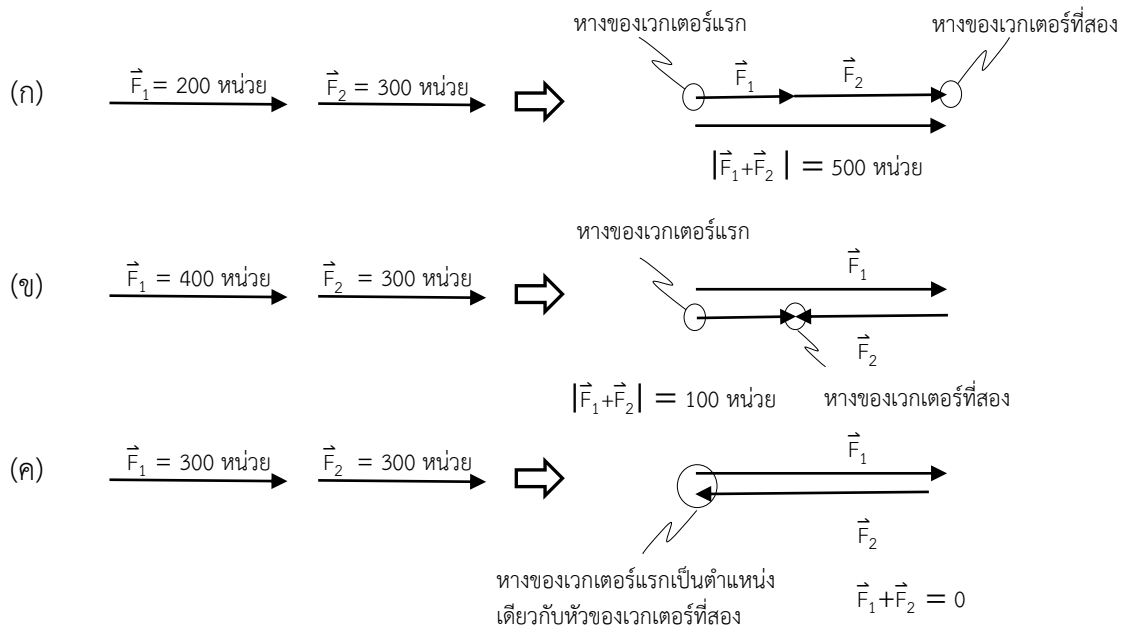 หางของเวกเตอร์แรก
หางของเวกเตอร์ที่สอง
(ก)
F⃗₁= 200 หน่วย
F⃗₂ = 300 หน่วย
F⃗₁
F⃗₂
|F⃗₁+F⃗₂ | = 500 หน่วย
หางของเวกเตอร์แรก
(ข)
F⃗₁ = 400 หน่วย
F⃗₂ = 300 หน่วย
F⃗₁
F⃗₂
|F⃗₁+F⃗₂| = 100 หน่วย
หางของเวกเตอร์ที่สอง
(ค)
F⃗₁ = 300 หน่วย
F⃗₂ = 300 หน่วย
F⃗₁
F⃗₂
หางของเวกเตอร์แรกเป็นตำแหน่ง
เดียวกับหัวของเวกเตอร์ที่สอง
F⃗₁+F⃗₂ = 0